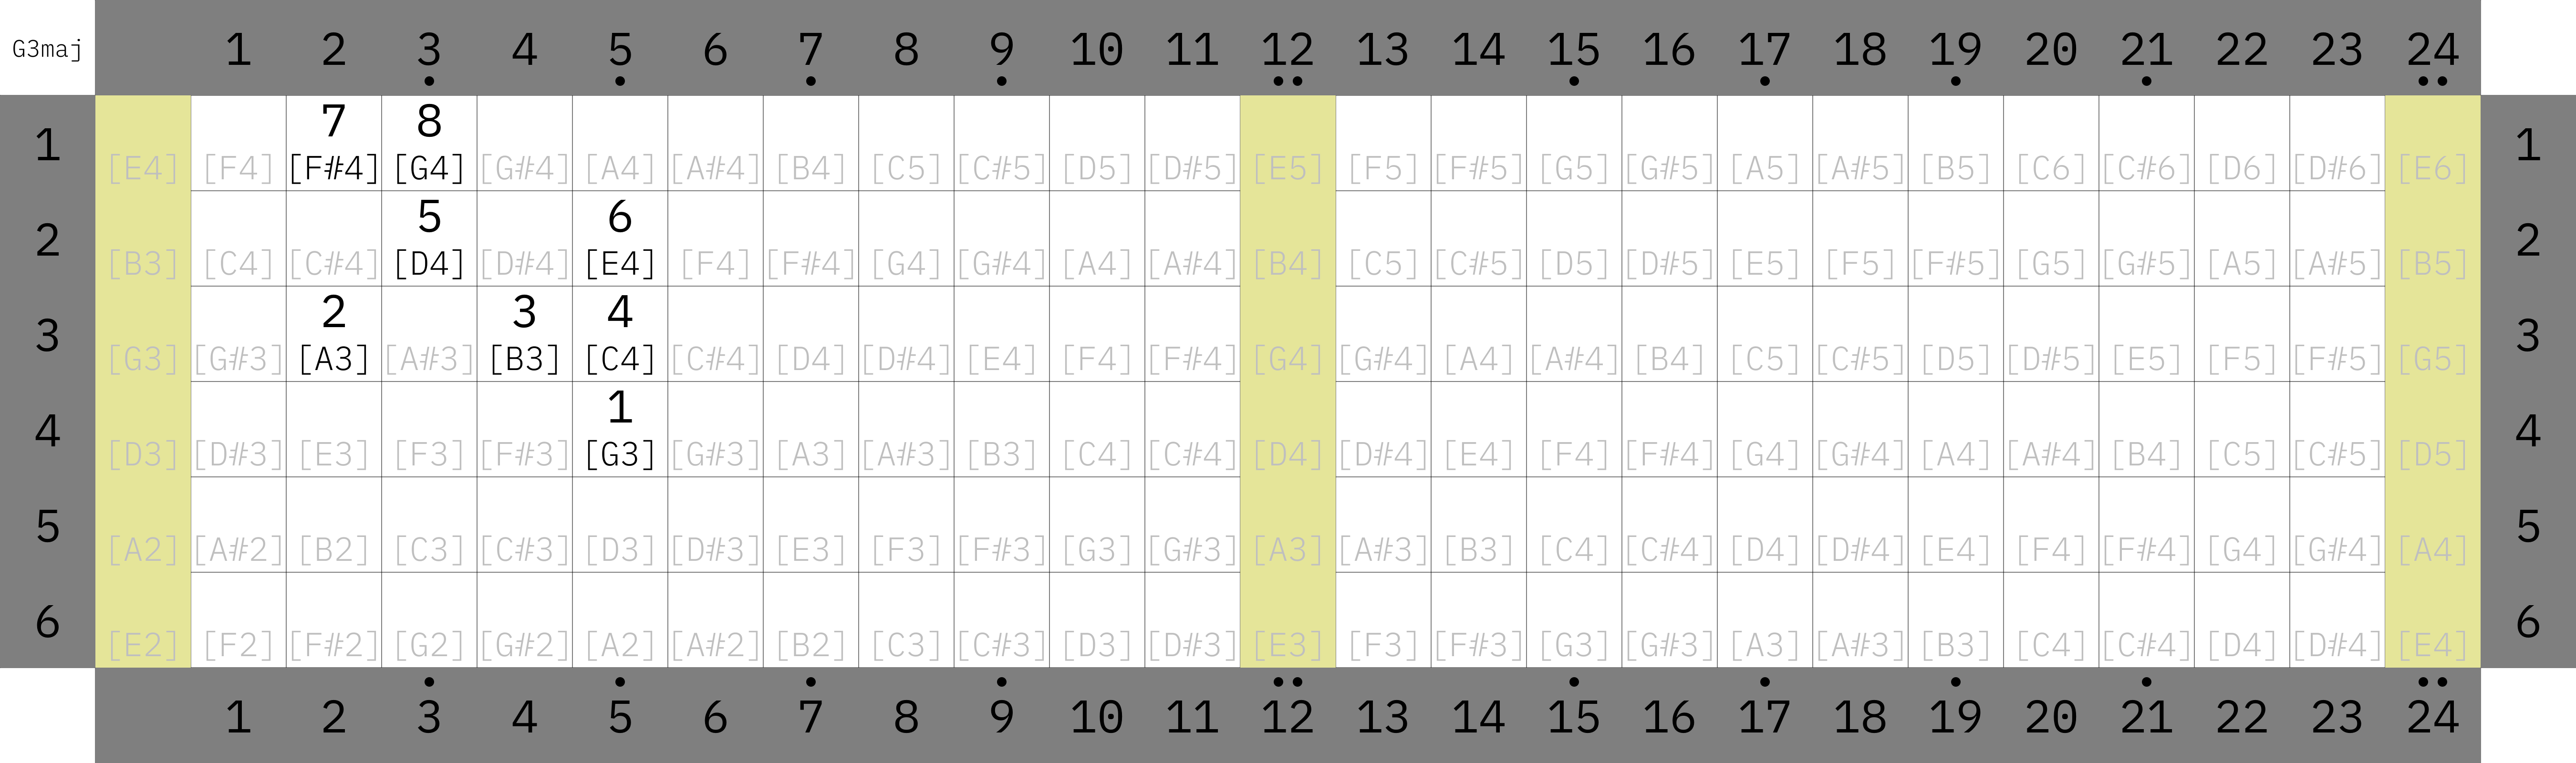 G3maj 1 2 3 4 5 6 7 8 9 10 11 12 13 14 15 16 17 18 19 20 21 22 23 24
7 8
1 [E4] [F4] [F#4] [G4] [G#4] [A4] [A#4] [B4] [C5] [C#5] [D5] [D#5] [E5] [F5] [F#5] [G5] [G#5] [A5] [A#5] [B5] [C6] [C#6] [D6] [D#6] [E6] 1
5 6
2 [B3] [C4] [C#4] [D4] [D#4] [E4] [F4] [F#4] [G4] [G#4] [A4] [A#4] [B4] [C5] [C#5] [D5] [D#5] [E5] [F5] [F#5] [G5] [G#5] [A5] [A#5] [B5] 2
2 3 4
3 [G3] [G#3] [A3] [A#3] [B3] [C4] [C#4] [D4] [D#4] [E4] [F4] [F#4] [G4] [G#4] [A4] [A#4] [B4] [C5] [C#5] [D5] [D#5] [E5] [F5] [F#5] [G5] 3
1
4 [D3] [D#3] [E3] [F3] [F#3] [G3] [G#3] [A3] [A#3] [B3] [C4] [C#4] [D4] [D#4] [E4] [F4] [F#4] [G4] [G#4] [A4] [A#4] [B4] [C5] [C#5] [D5] 4
5 [A2] [A#2] [B2] [C3] [C#3] [D3] [D#3] [E3] [F3] [F#3] [G3] [G#3] [A3] [A#3] [B3] [C4] [C#4] [D4] [D#4] [E4] [F4] [F#4] [G4] [G#4] [A4] 5
6 [E2] [F2] [F#2] [G2] [G#2] [A2] [A#2] [B2] [C3] [C#3] [D3] [D#3] [E3] [F3] [F#3] [G3] [G#3] [A3] [A#3] [B3] [C4] [C#4] [D4] [D#4] [E4] 6
1 2 3 4 5 6 7 8 9 10 11 12 13 14 15 16 17 18 19 20 21 22 23 24